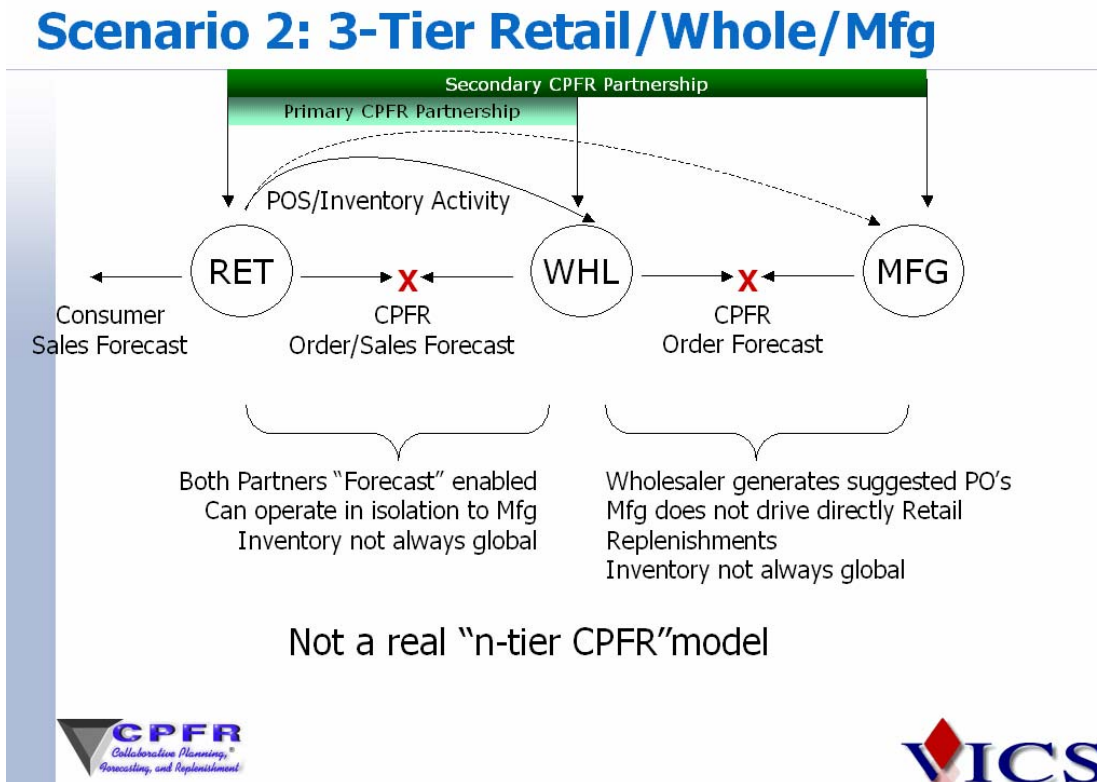 Scenario 2: 3-Tier Retail/Whole/Mfg
Secondary CPFR Partnership
Primary CPFR Partnership
POS/Inventory Activity
RET
X
WHL
X
MFG
Consumer
Sales Forecast
CPFR
Order/Sales Forecast
CPFR
Order Forecast
Both Partners “Forecast” enabled
Can operate in isolation to Mfg
Inventory not always global
Wholesaler generates suggested PO’s
Mfg does not drive directly Retail
Replenishments
Inventory not always global
Not a real “n-tier CPFR”model
CPFR
Collaborative Planning,®
Forecasting, and Replenishment
VICS